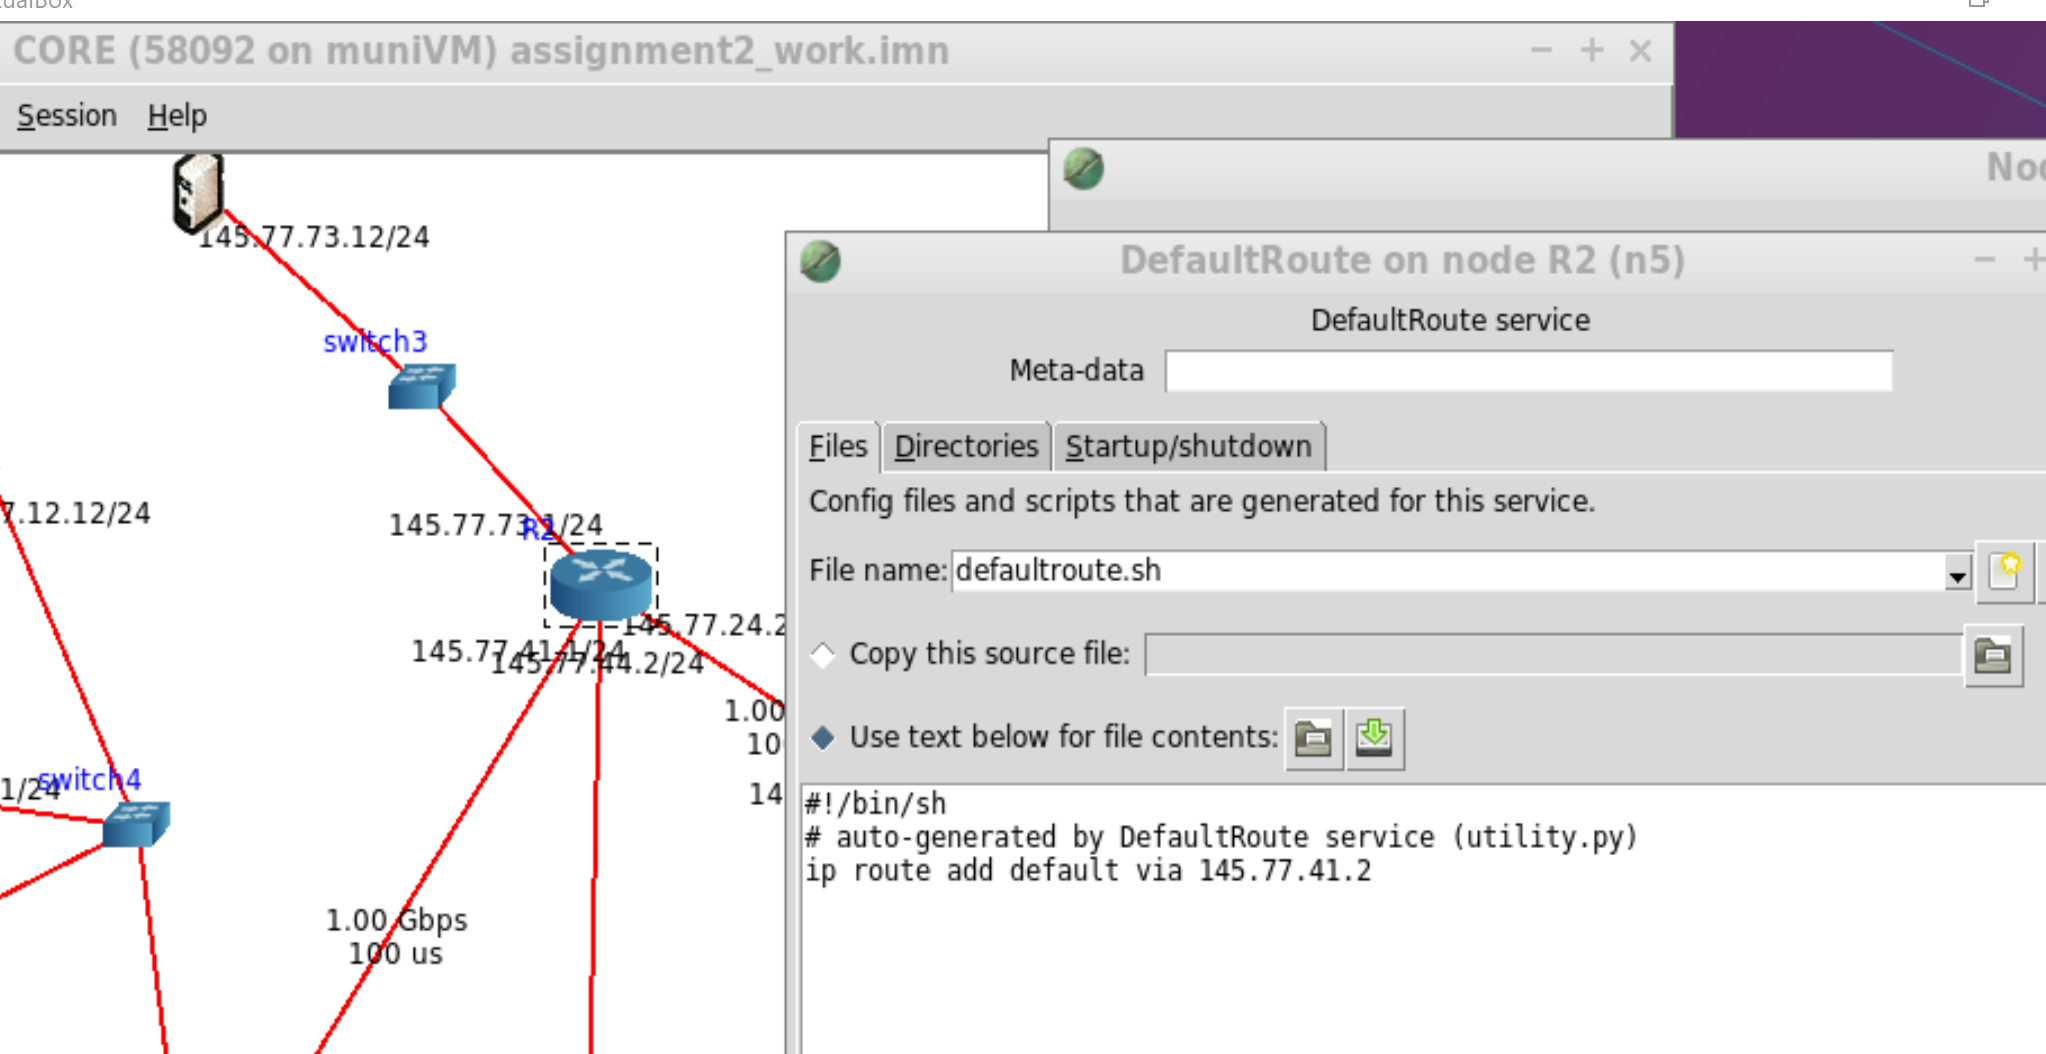 CORE (58092 on muniVM) assignment2_work.imn
Session Help
145.77.73.12/24
switch3
7.12.12/24
145.77.73.1/24
R2
145.77.24.2
145.77.41.1/24
145.77.44.2/24
1.00
10
14
1/24
switch4
1.00 Gbps
100 us
DefaultRoute on node R2 (n5)
DefaultRoute service
Meta-data
Files Directories Startup/shutdown
Config files and scripts that are generated for this service.
File name: defaultroute.sh
Copy this source file:
Use text below for file contents:
#!/bin/sh
# auto-generated by DefaultRoute service (utility.py)
ip route add default via 145.77.41.2